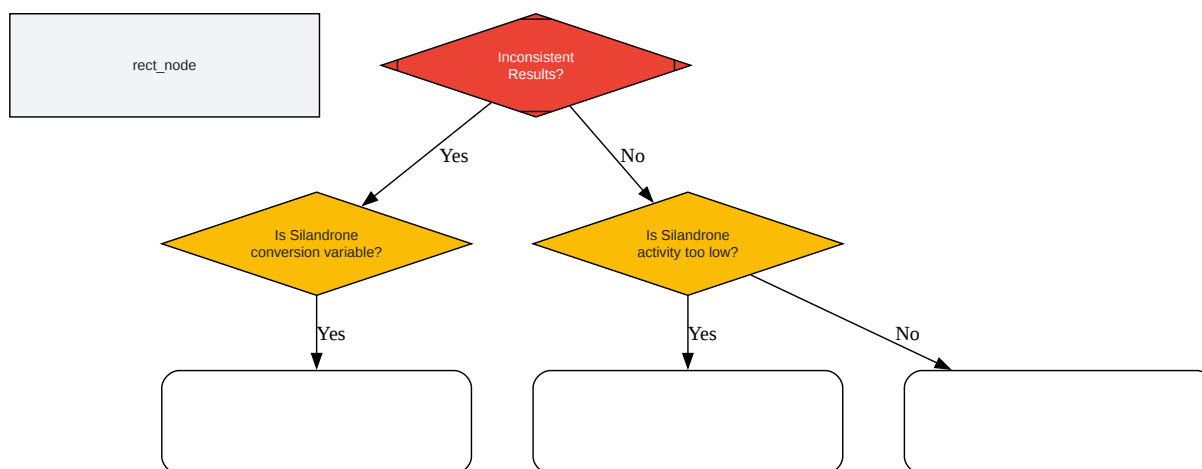 rect_node
Inconsistent
Results?
Yes
No
Is Silandrone
conversion variable?
Is Silandrone
activity too low?
Yes
Yes
No